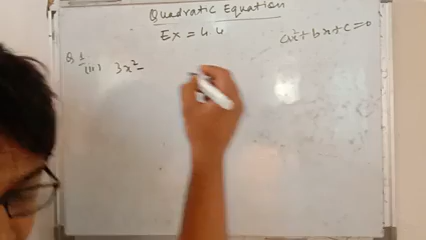 Quadratic Equation
Ex = 4.4
ax²+bx+c=0
Q.1.
(iii) 3x²-